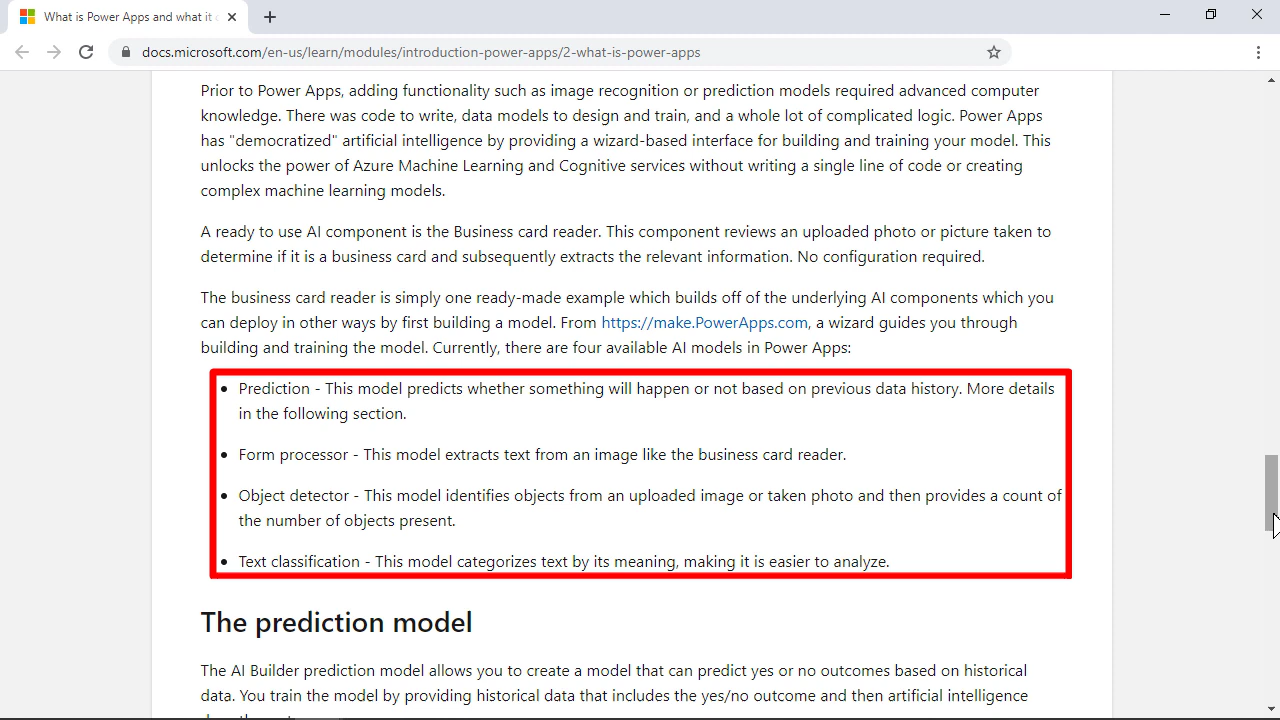 What is Power Apps and what it
docs.microsoft.com/en-us/learn/modules/introduction-power-apps/2-what-is-power-apps
Prior to Power Apps, adding functionality such as image recognition or prediction models required advanced computer
knowledge. There was code to write, data models to design and train, and a whole lot of complicated logic. Power Apps
has "democratized" artificial intelligence by providing a wizard-based interface for building and training your model. This
unlocks the power of Azure Machine Learning and Cognitive services without writing a single line of code or creating
complex machine learning models.
A ready to use AI component is the Business card reader. This component reviews an uploaded photo or picture taken to
determine if it is a business card and subsequently extracts the relevant information. No configuration required.
The business card reader is simply one ready-made example which builds off of the underlying AI components which you
can deploy in other ways by first building a model. From https://make.PowerApps.com, a wizard guides you through
building and training the model. Currently, there are four available AI models in Power Apps:
• Prediction - This model predicts whether something will happen or not based on previous data history. More details
in the following section.
• Form processor - This model extracts text from an image like the business card reader.
• Object detector - This model identifies objects from an uploaded image or taken photo and then provides a count of
the number of objects present.
• Text classification - This model categorizes text by its meaning, making it is easier to analyze.
The prediction model
The AI Builder prediction model allows you to create a model that can predict yes or no outcomes based on historical
data. You train the model by providing historical data that includes the yes/no outcome and then artificial intelligence